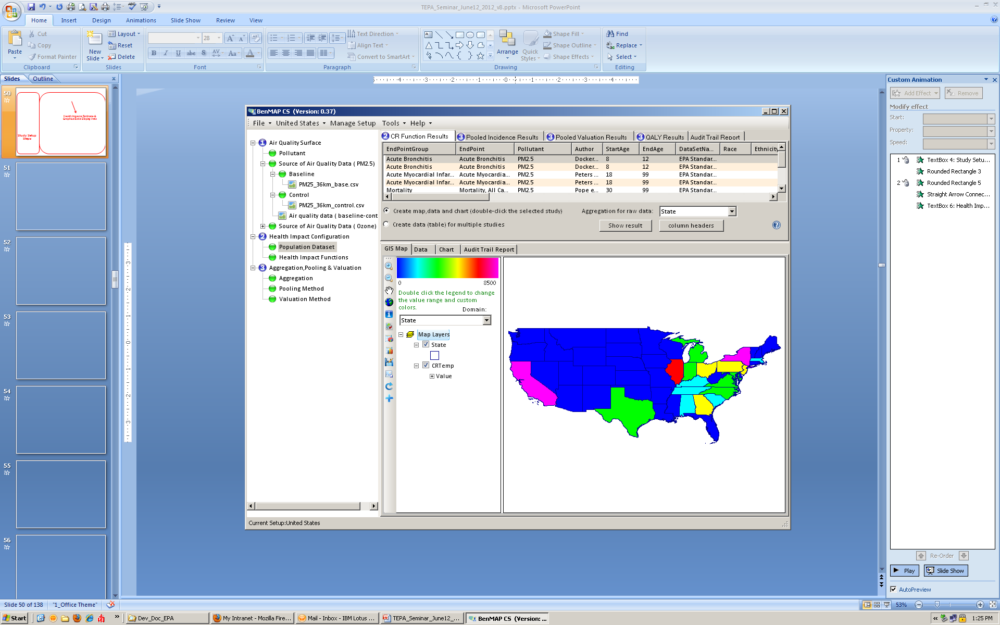 TEPA_Seminar_June12_2012_v8.pptx - Microsoft PowerPoint
Home Insert Design Animations Slide Show Review View
Paste Cut Copy Format Painter Clipboard
New Slide Layout Reset Delete Slides
28
B I U abc S AV Aa A Font
Text Direction Align Text Convert to SmartArt Paragraph
Arrange Quick Styles Shape Fill Shape Outline Shape Effects Drawing
Find Replace Select Editing
Slides Outline
50
Study Setup Steps
Health Impacts Estimate & Graphics/Data Display Area
51
52
53
54
55
56
BenMAP CS (Version: 0.37)
File United States Manage Setup Tools Help
1 Air Quality Surface
Pollutant
Source of Air Quality Data ( PM2.5)
Baseline
PM25_36km_base.csv
Control
PM25_36km_control.csv
Air quality data ( baseline-cont
Source of Air Quality Data ( Ozone)
2 Health Impact Configuration
Population Dataset
Health Impact Functions
3 Aggregation,Pooling & Valuation
Aggregation
Pooling Method
Valuation Method
2 CR Function Results 3 Pooled Incidence Results 3 Pooled Valuation Results 3 QALY Results Audit Trail Report
EndPointGroup EndPoint Pollutant Author StartAge EndAge DataSetNa... Race Ethnicity
Acute Bronchitis Acute Bronchitis PM2.5 Docker... 8 12 EPA Standar...
Acute Bronchitis Acute Bronchitis PM2.5 Docker... 8 12 EPA Standar...
Acute Myocardial Infar... Acute Myocardia... PM2.5 Peters ... 18 99 EPA Standar...
Acute Myocardial Infar... Acute Myocardia... PM2.5 Peters ... 18 99 EPA Standar...
Mortality Mortality, All Ca... PM2.5 Pope e... 30 99 EPA Standar...
Create map,data and chart (double-click the selected study) Aggregation for raw data: State
Create data (table) for multiple studies Show result column headers
GIS Map Data Chart Audit Trail Report
0 8500
Double click the legend to change
the value range and custom
colors.
Domain:
State
Map Layers
State
CRTemp
Value
Current Setup:United States
Custom Animation
Add Effect Remove
Modify effect
Start:
Property:
Speed:
1 TextBox 4: Study Setu...
Rounded Rectangle 3
2 Rounded Rectangle 5
Straight Arrow Connec...
TextBox 6: Health Imp...
Re-Order
Play Slide Show
AutoPreview
Slide 50 of 138 "1_Office Theme" 53%
Start Dev_Doc_EPA My Intranet - Mozilla Fire... Mail - Inbox - IBM Lotus ... TEPA_Seminar_June12_... BenMAP CS (Version: ... 1:25 PM